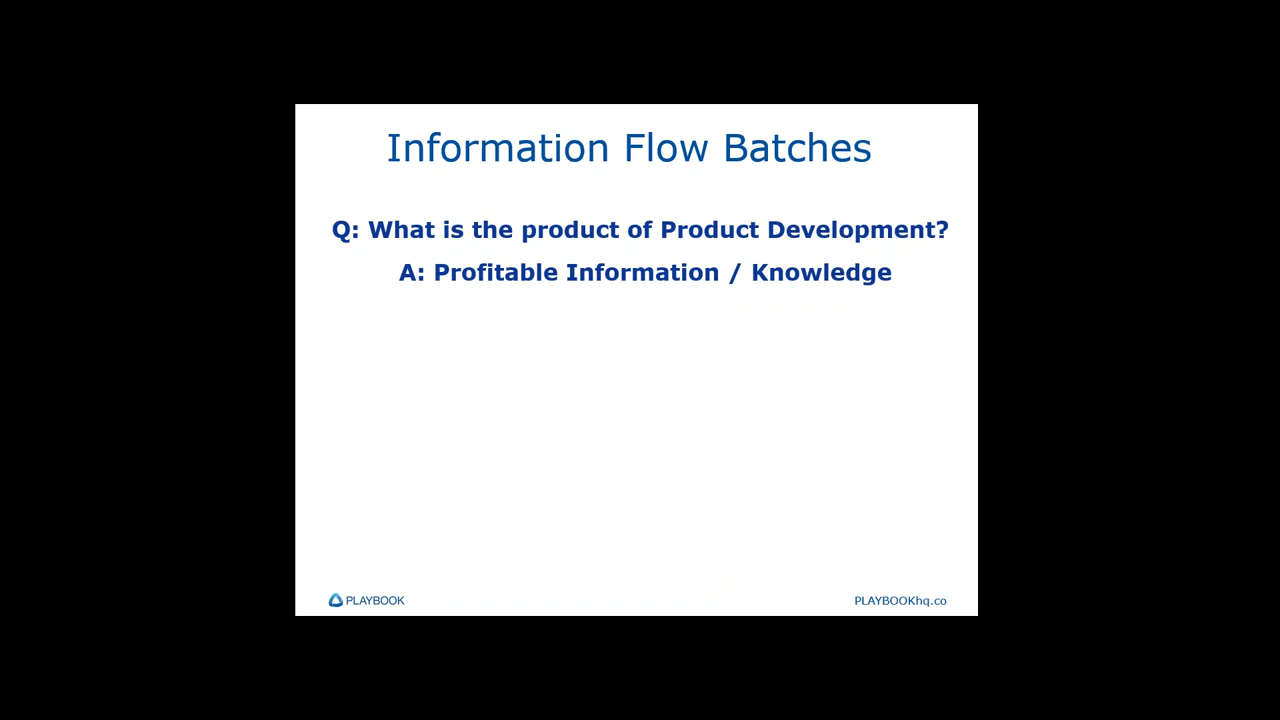 Information Flow Batches
Q: What is the product of Product Development?
A: Profitable Information / Knowledge
PLAYBOOK
PLAYBOOKhq.co